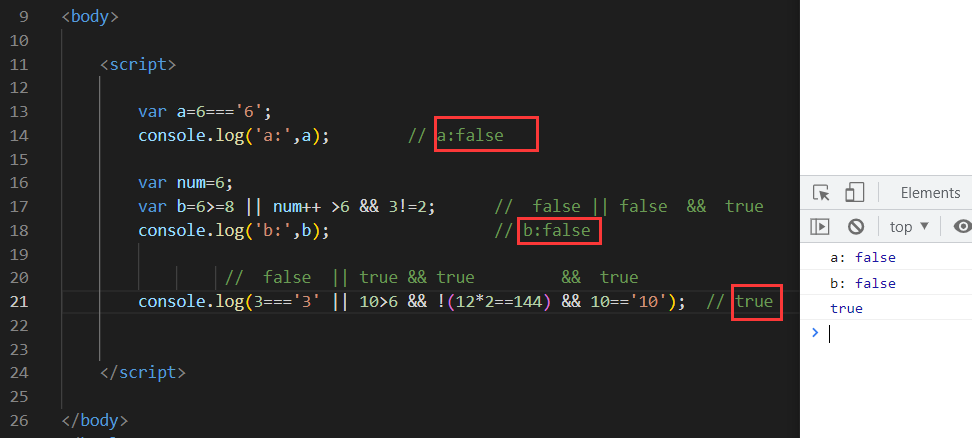 9 <body>
10
11 <script>
12
13 var a=6==='6';
14 console.log('a:',a); // a:false
15
16 var num=6;
17 var b=6>=8 || num++ >6 && 3!=2; // false || false && true
18 console.log('b:',b); // b:false
19
20 // false || true && true && true
21 console.log(3==='3' || 10>6 && !(12*2==144) && 10=='10'); // true
22
23
24 </script>
25
26 </body>
Elements
top ▼
a: false
b: false
true
>